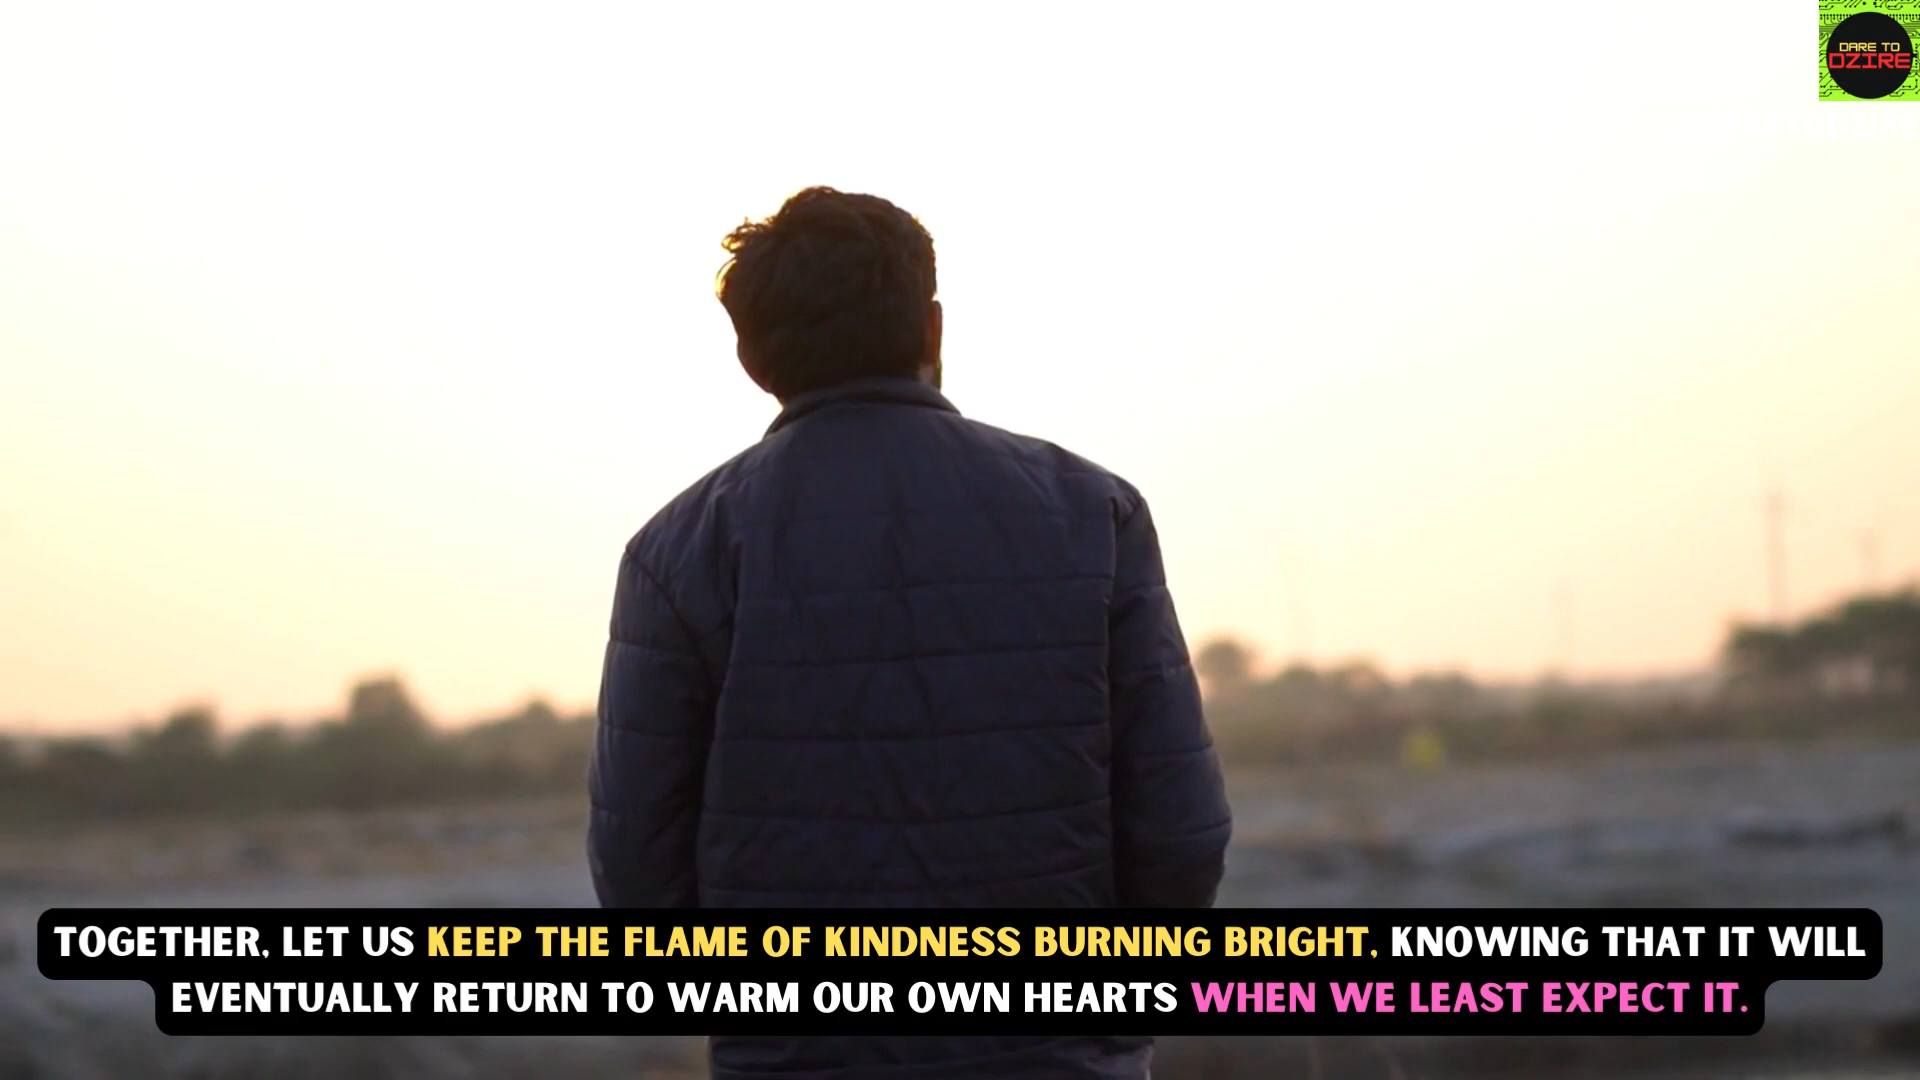 DARE TO
DZIRE
TOGETHER, LET US KEEP THE FLAME OF KINDNESS BURNING BRIGHT, KNOWING THAT IT WILL
EVENTUALLY RETURN TO WARM OUR OWN HEARTS WHEN WE LEAST EXPECT IT.